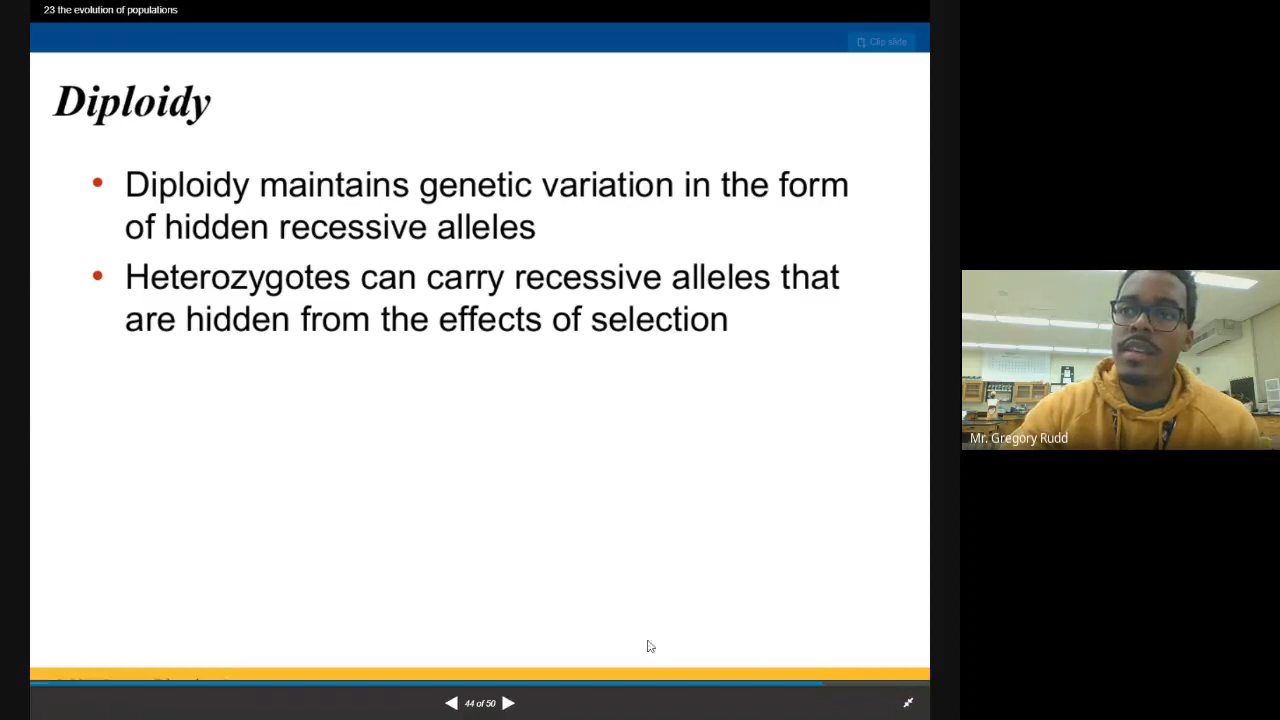 23 the evolution of populations
Clip slide
Diploidy
• Diploidy maintains genetic variation in the form
of hidden recessive alleles
• Heterozygotes can carry recessive alleles that
are hidden from the effects of selection
Mr. Gregory Rudd
44 of 50